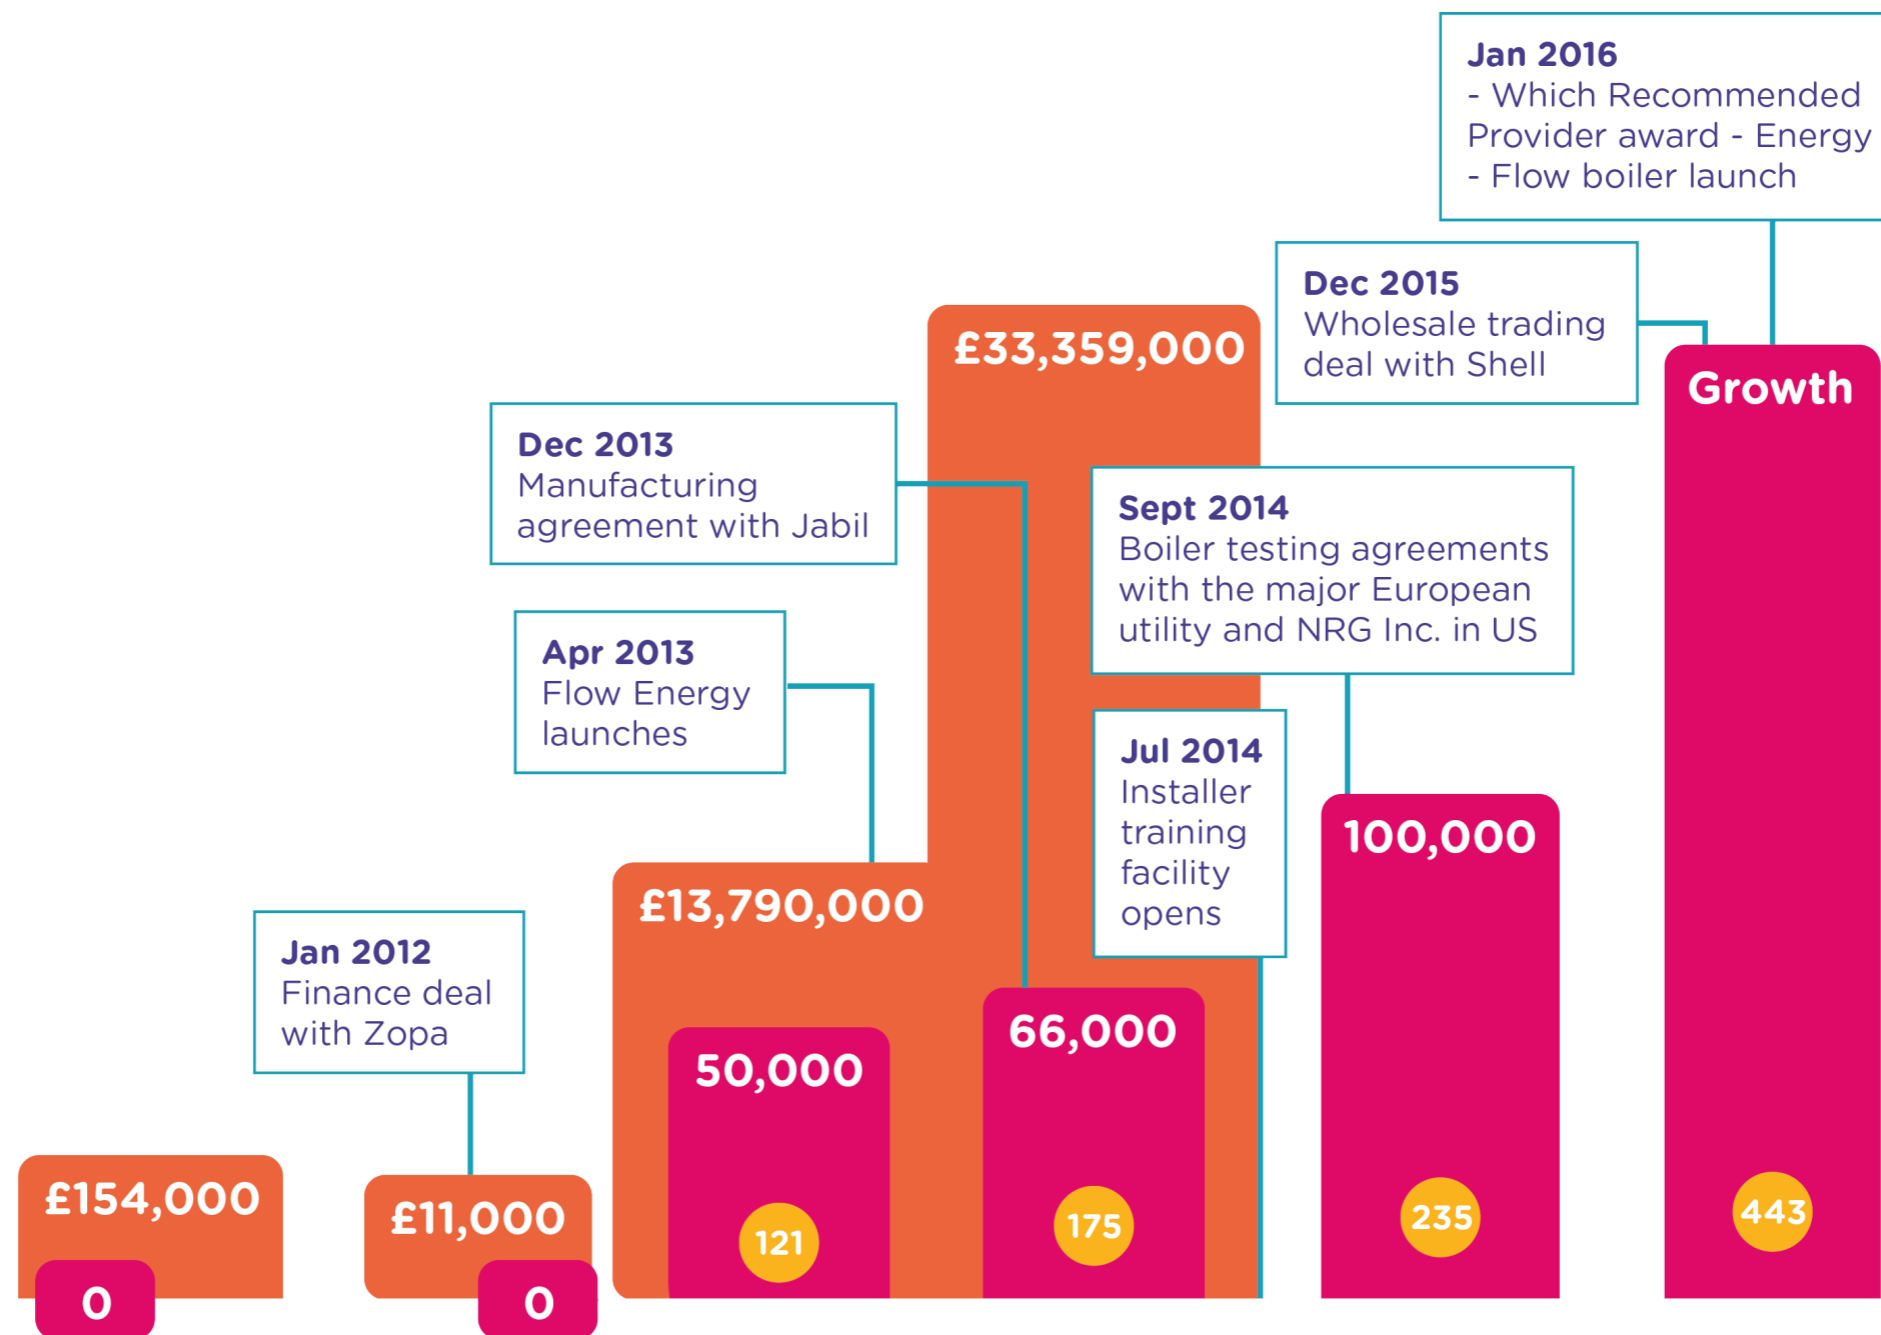 Jan 2016
- Which Recommended
Provider award - Energy
- Flow boiler launch
Dec 2015
Wholesale trading
deal with Shell
£33,359,000
Growth
Dec 2013
Manufacturing
agreement with Jabil
Sept 2014
Boiler testing agreements
with the major European
utility and NRG Inc. in US
Apr 2013
Flow Energy
launches
Jul 2014
Installer
training
facility
opens
100,000
£13,790,000
Jan 2012
Finance deal
with Zopa
66,000
50,000
£154,000
£11,000
121
175
235
443
0
0